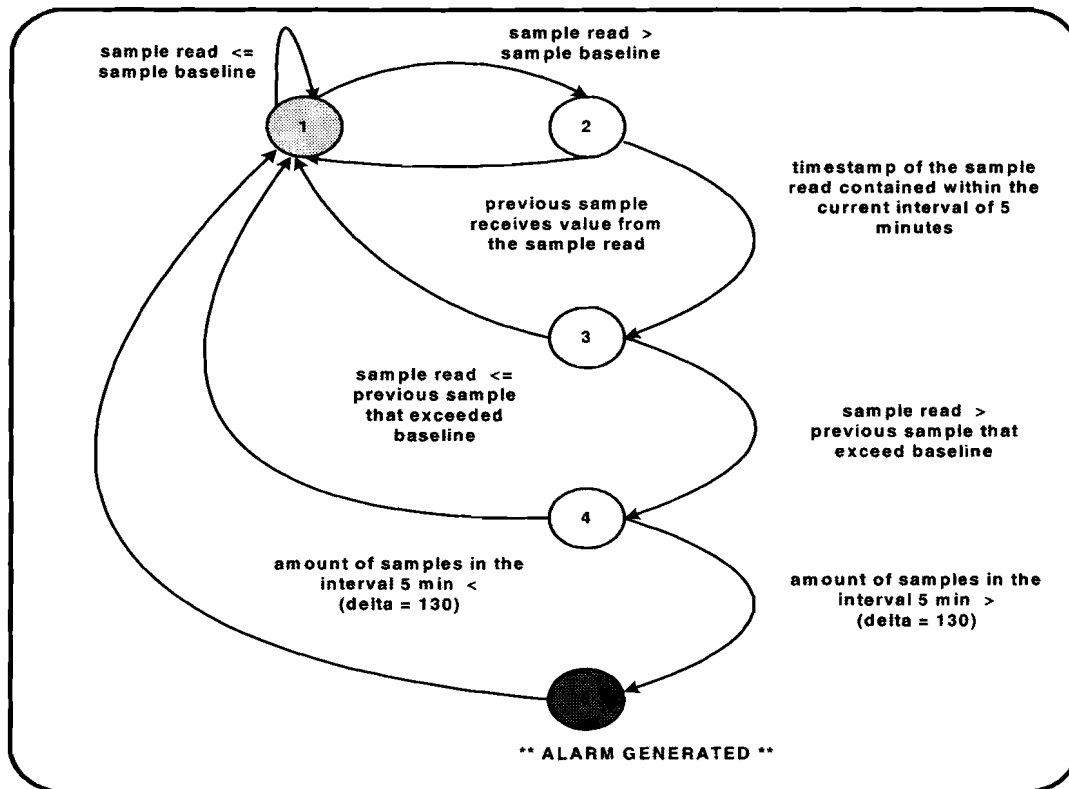 sample read <=
sample baseline
sample read >
sample baseline
1
2
previous sample
receives value from
the sample read
timestamp of the sample
read contained within the
current interval of 5
minutes
3
sample read <=
previous sample
that exceeded
baseline
sample read >
previous sample that
exceed baseline
4
amount of samples in the
interval 5 min <
(delta = 130)
amount of samples in the
interval 5 min >
(delta = 130)
** ALARM GENERATED **